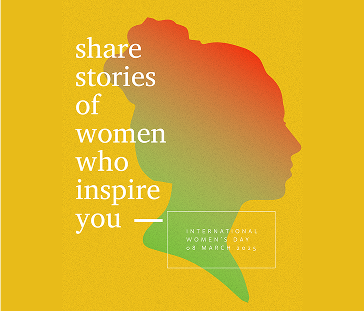 share
stories
of
women
who
inspire
you —
INTERNATIONAL
WOMEN'S DAY
08 MARCH 2015